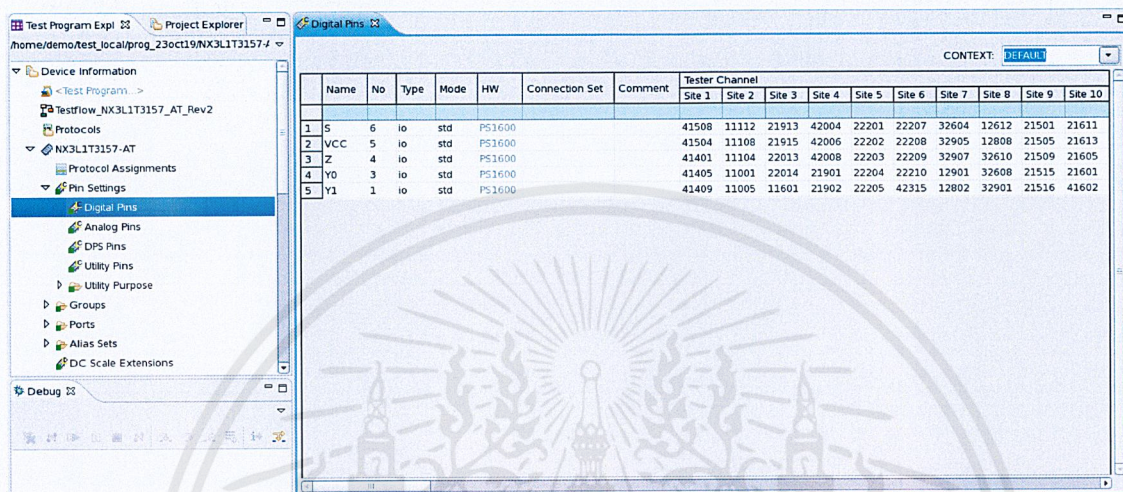 Test Program Expl Project Explorer
/home/demo/test_local/prog_23oct19/NX3L1T3157-A
Device Information
<Test Program...>
Testflow_NX3L1T3157_AT_Rev2
Protocols
NX3L1T3157-AT
Protocol Assignments
Pin Settings
Digital Pins
Analog Pins
DPS Pins
Utility Pins
Utility Purpose
Groups
Ports
Alias Sets
DC Scale Extensions
Debug
Digital Pins
CONTEXT: DEFAULT
Tester Channel
Name No Type Mode HW Connection Set Comment Site 1 Site 2 Site 3 Site 4 Site 5 Site 6 Site 7 Site 8 Site 9 Site 10
1 S 6 io std PS1600 41508 11112 21913 42004 22201 22207 32604 12612 21501 21611
2 VCC 5 io std PS1600 41504 11108 21915 42006 22202 22208 32905 12808 21505 21613
3 Z 4 io std PS1600 41401 11104 22013 42008 22203 22209 32907 32610 21509 21605
4 Y0 3 io std PS1600 41405 11001 22014 21901 22204 22210 12901 32608 21515 21601
5 Y1 1 io std PS1600 41409 11005 11601 21902 22205 42315 12802 32901 21516 41602